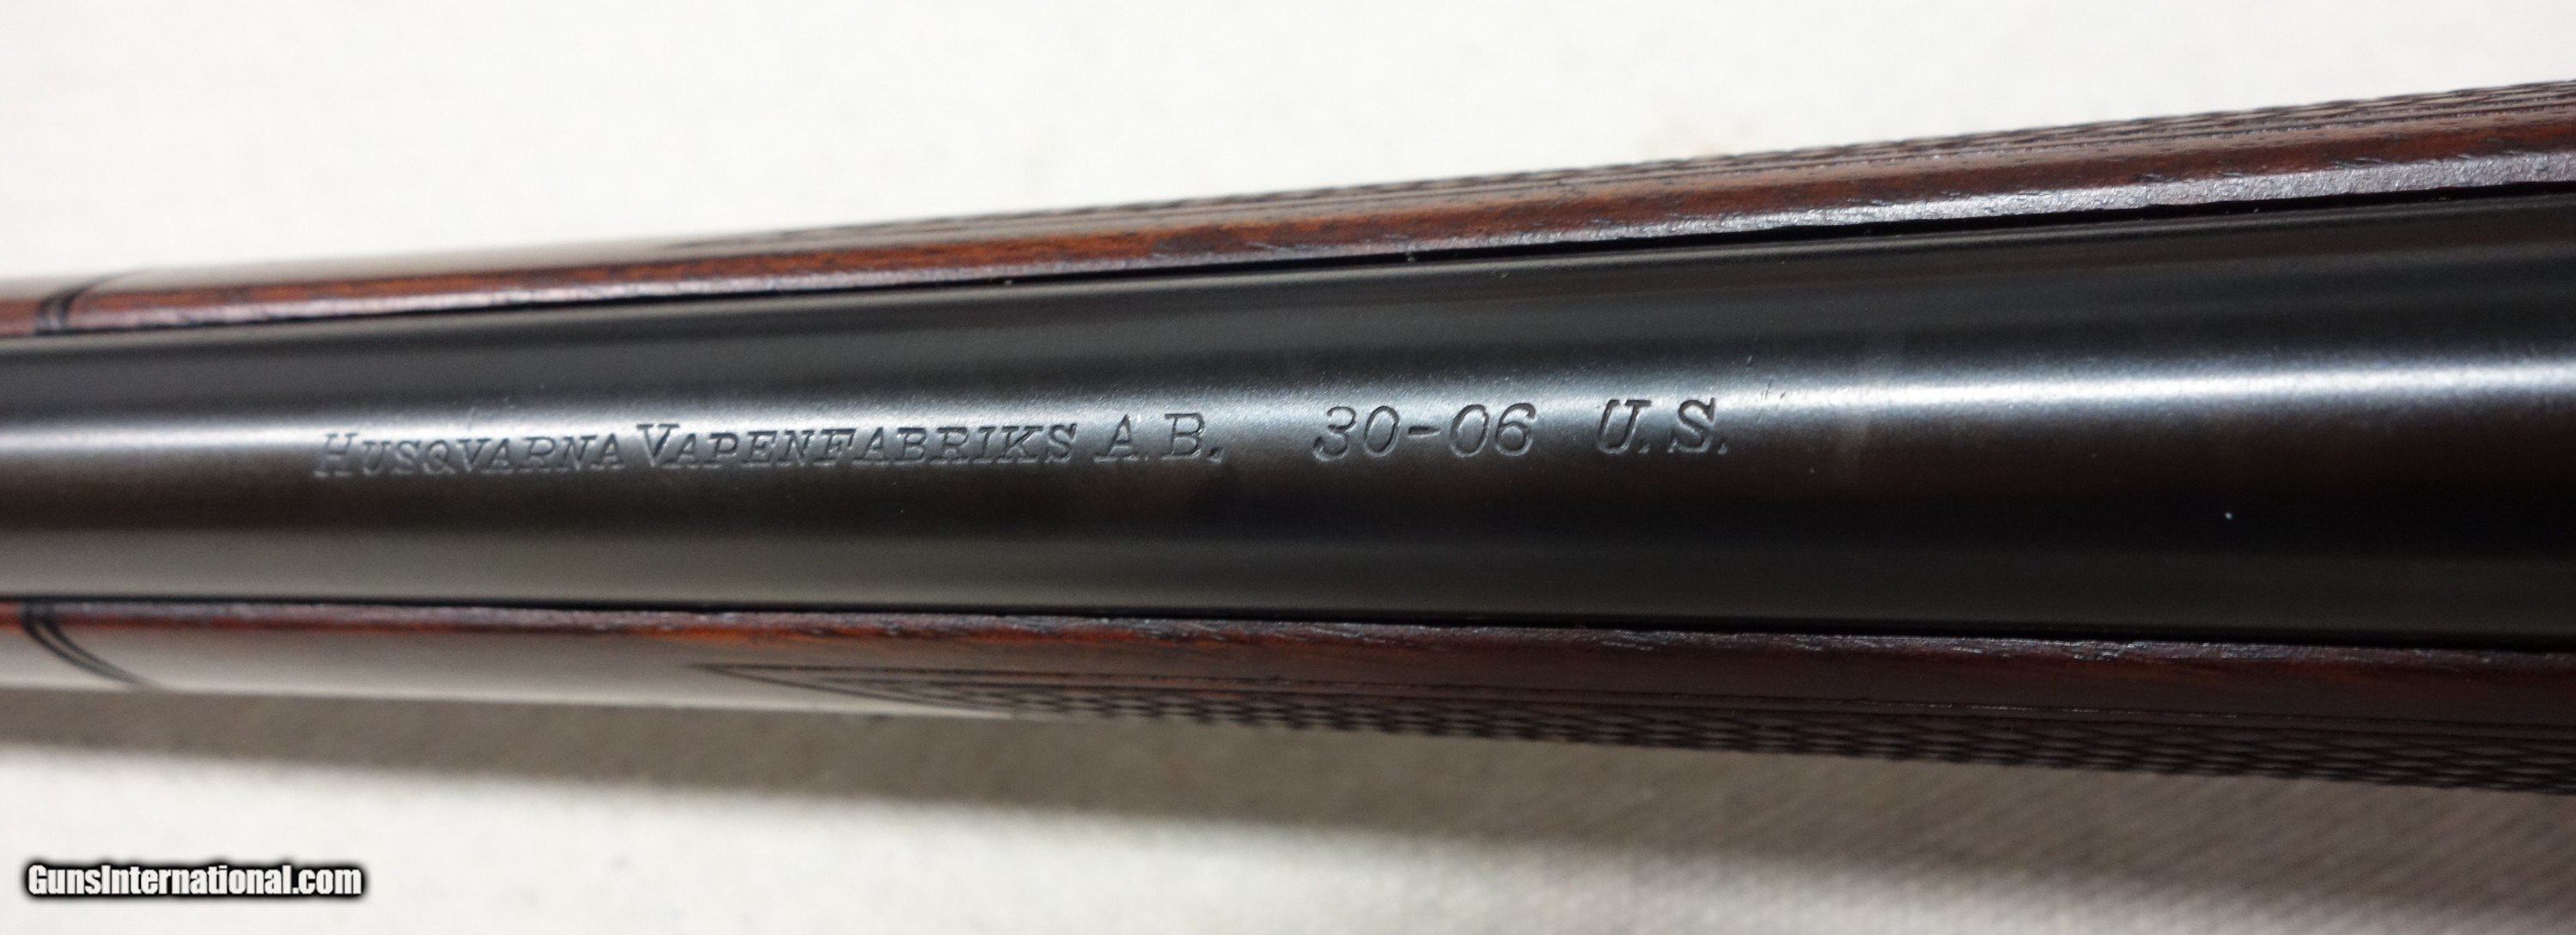 HUSQVARNA VAPENFABRIKS A.B. 30-06 U.S.
GunsInternational.com